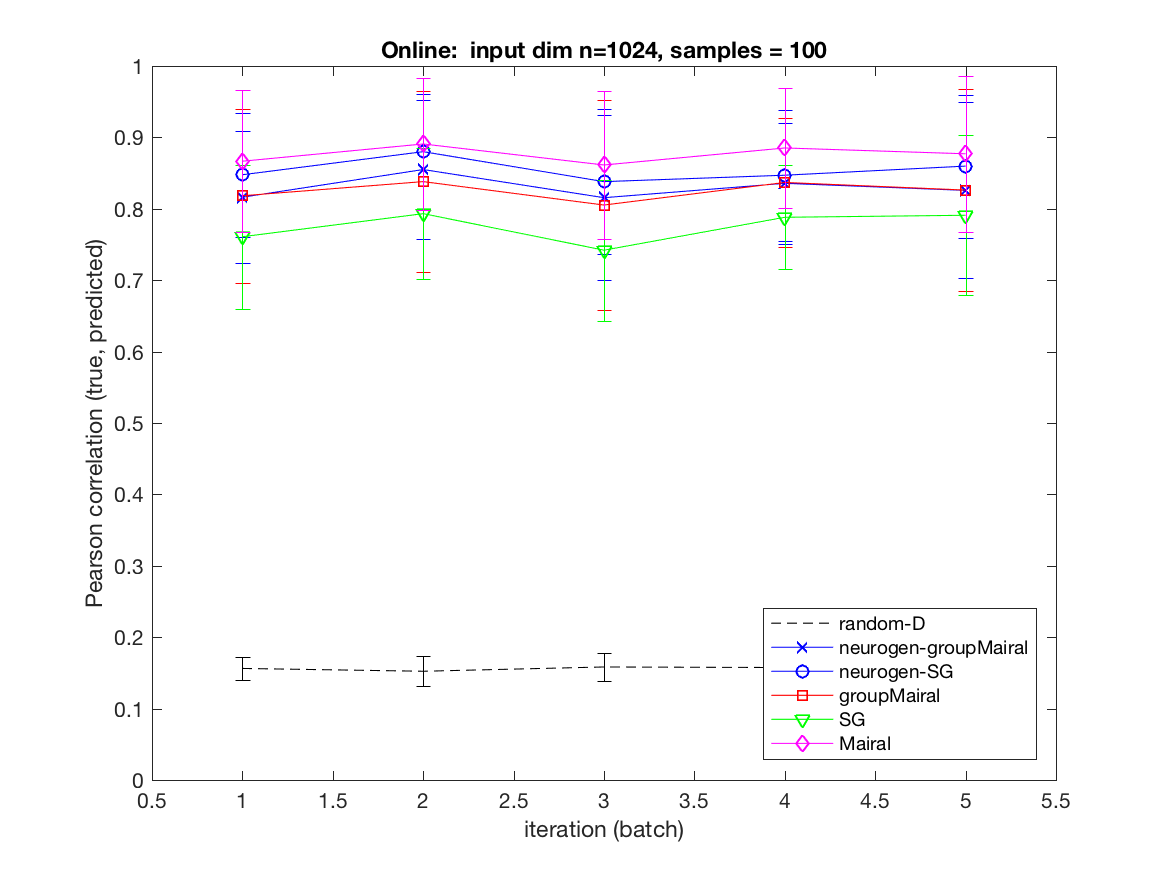 Online:  input dim n=1024, samples = 100
Pearson correlation (true, predicted)
1
0.9
0.8
0.7
0.6
0.5
0.4
0.3
0.2
0.1
0
random-D
neurogen-groupMairal
neurogen-SG
groupMairal
SG
Mairal
0.5 1 1.5 2 2.5 3 3.5 4 4.5 5 5.5
iteration (batch)